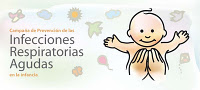 Campaña de Prevención de las
Infecciones
Respiratorias
Agudas
en la infancia